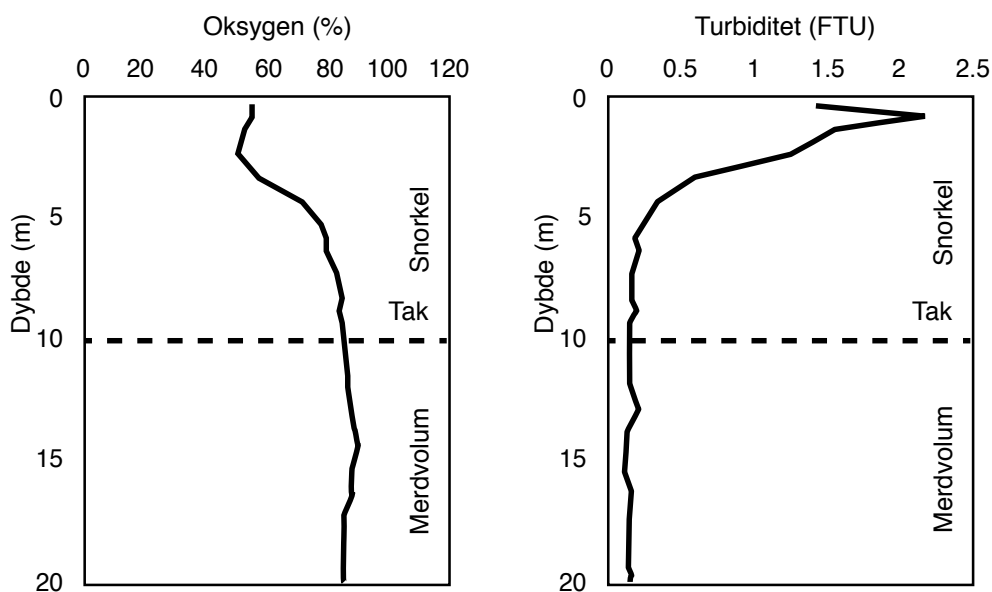 Oksygen (%)
0 20 40 60 80 100 120
0
5
10
15
20
Dybde (m)
Snorkel
Tak
Merdvolum
Turbiditet (FTU)
0 0.5 1 1.5 2 2.5
0
5
10
15
20
Dybde (m)
Snorkel
Tak
Merdvolum